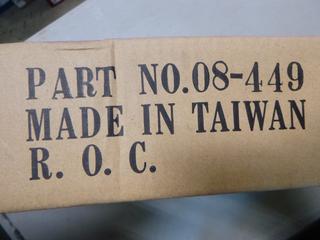 PART NO.08-449
MADE IN TAIWAN
R. O. C.